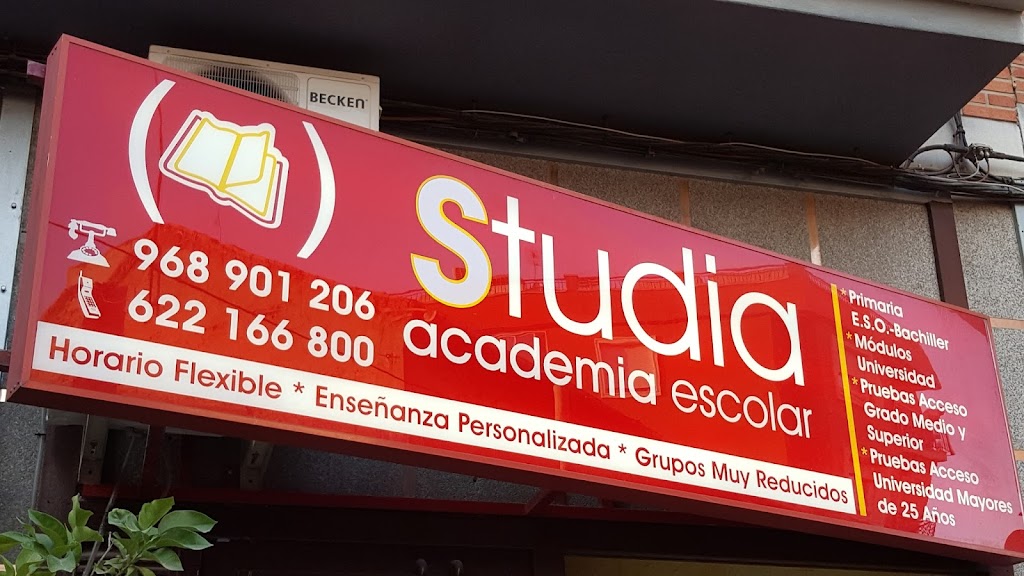 BECKEN
968 901 206
622 166 800
Studia
academia escolar
Horario Flexible * Enseñanza Personalizada * Grupos Muy Reducidos
* Primaria
E.S.O.-Bachiller
* Módulos
Universidad
* Pruebas Acceso
Grado Medio y
Superior
* Pruebas Acceso
Universidad Mayores
de 25 Años